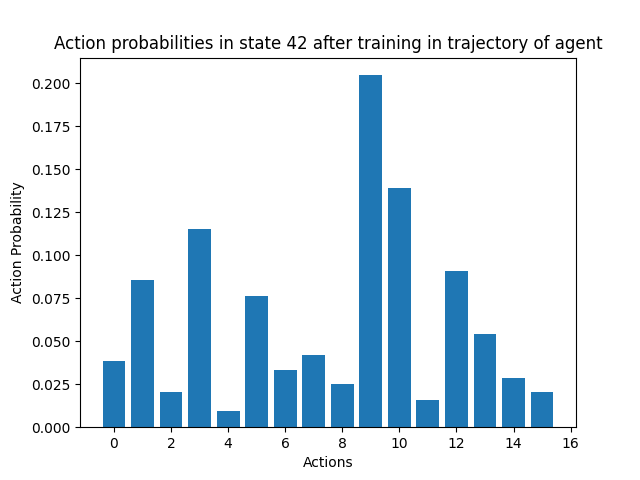 Action probabilities in state 42 after training in trajectory of agent
0.200
0.175
0.150
0.125
0.100
0.075
0.050
0.025
0.000
Action Probability
0 2 4 6 8 10 12 14 16
Actions